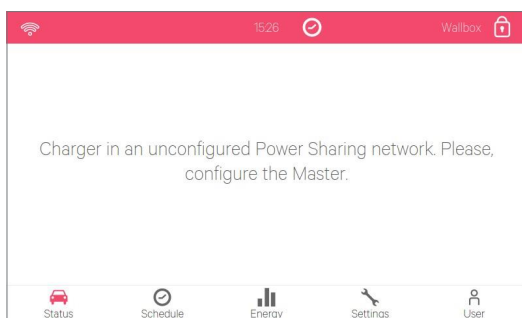 15:26 Wallbox
Charger in an unconfigured Power Sharing network. Please,
configure the Master.
Status Schedule Energy Settings User